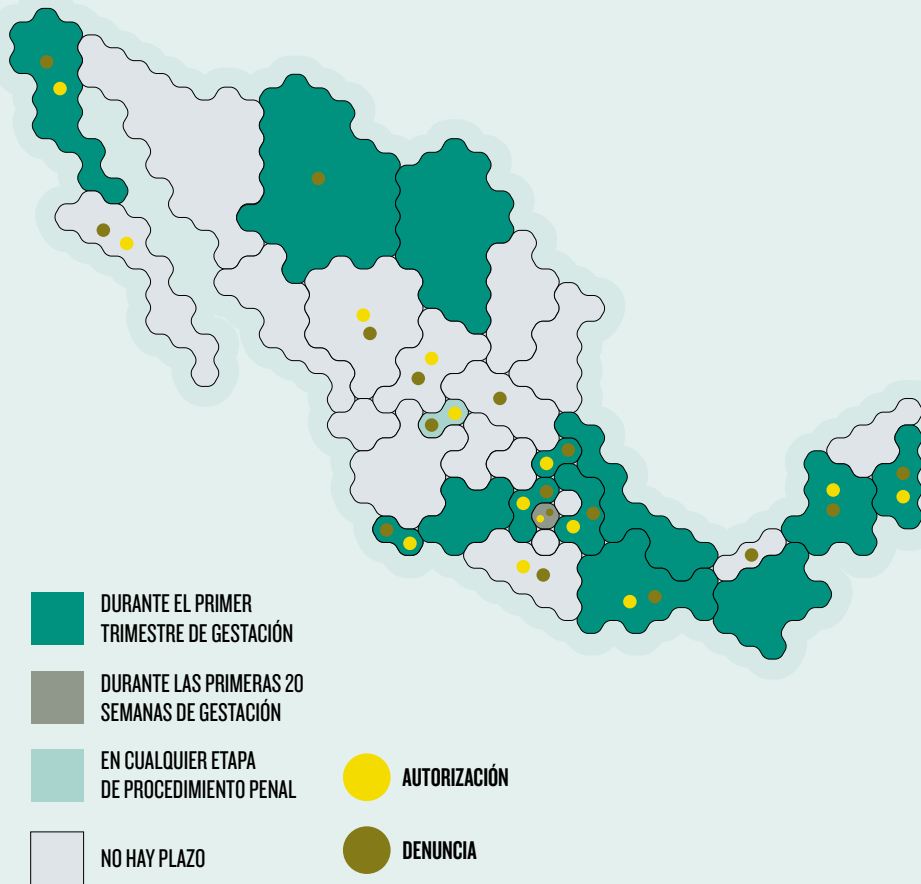 DURANTE EL PRIMER
TRIMESTRE DE GESTACIÓN
DURANTE LAS PRIMERAS 20
SEMANAS DE GESTACIÓN
EN CUALQUIER ETAPA
DE PROCEDIMIENTO PENAL
NO HAY PLAZO
AUTORIZACIÓN
DENUNCIA